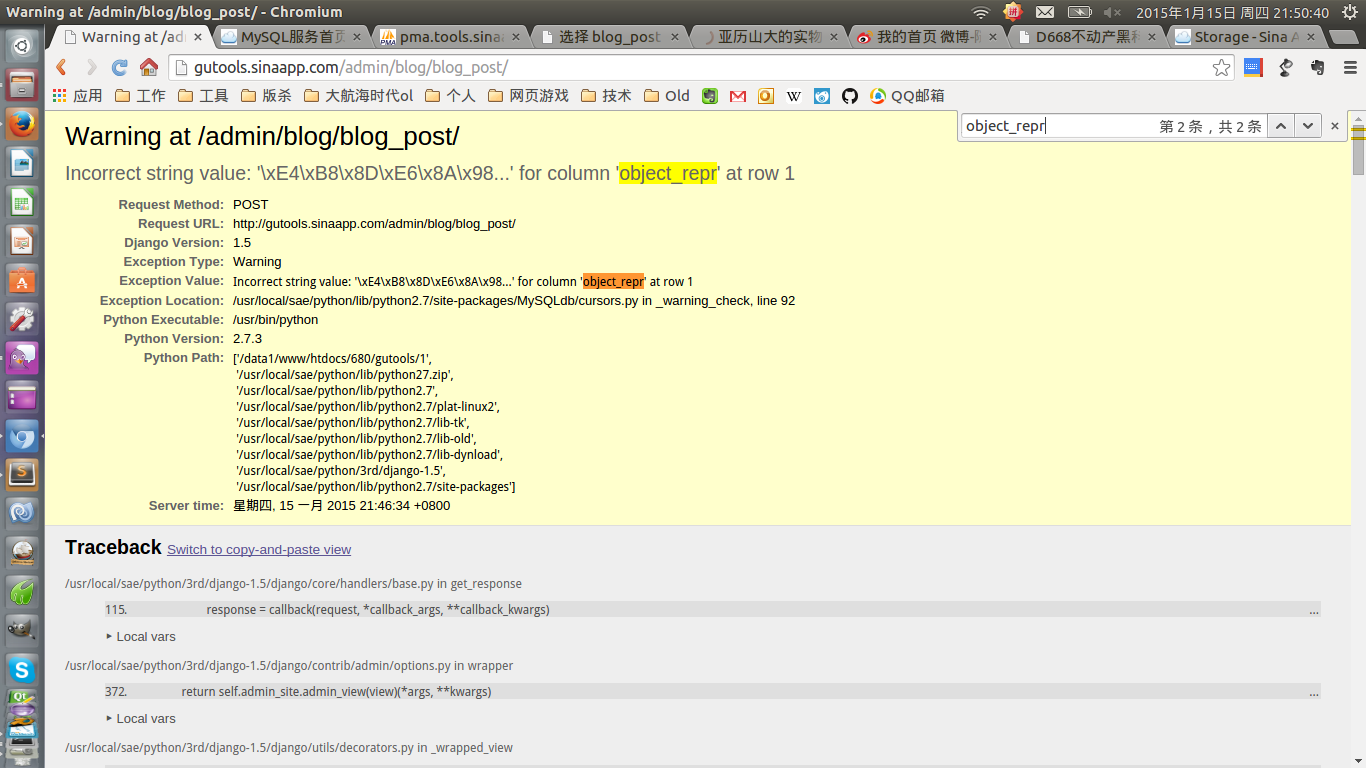 Warning at /admin/blog/blog_post/ - Chromium
2015年1月15日 周四 21:50:40
Warning at /ad
MySQL服务首页
pma.tools.sina
选择 blog_post
亚历山大的实物
我的首页 微博-
D668不动产黑
Storage - Sina A
gutools.sinaapp.com/admin/blog/blog_post/
应用 工作 工具 版杀 大航海时代ol 个人 网页游戏 技术 Old QQ邮箱
object_repr 第 2 条，共 2 条
Warning at /admin/blog/blog_post/
Incorrect string value: '\xE4\xB8\x8D\xE6\x8A\x98...' for column 'object_repr' at row 1
Request Method: POST
Request URL: http://gutools.sinaapp.com/admin/blog/blog_post/
Django Version: 1.5
Exception Type: Warning
Exception Value: Incorrect string value: '\xE4\xB8\x8D\xE6\x8A\x98...' for column 'object_repr' at row 1
Exception Location: /usr/local/sae/python/lib/python2.7/site-packages/MySQLdb/cursors.py in _warning_check, line 92
Python Executable: /usr/bin/python
Python Version: 2.7.3
Python Path: ['/data1/www/htdocs/680/gutools/1',
'/usr/local/sae/python/lib/python27.zip',
'/usr/local/sae/python/lib/python2.7',
'/usr/local/sae/python/lib/python2.7/plat-linux2',
'/usr/local/sae/python/lib/python2.7/lib-tk',
'/usr/local/sae/python/lib/python2.7/lib-old',
'/usr/local/sae/python/lib/python2.7/lib-dynload',
'/usr/local/sae/python/3rd/django-1.5',
'/usr/local/sae/python/lib/python2.7/site-packages']
Server time: 星期四, 15 一月 2015 21:46:34 +0800
Traceback Switch to copy-and-paste view
/usr/local/sae/python/3rd/django-1.5/django/core/handlers/base.py in get_response
115. response = callback(request, *callback_args, **callback_kwargs) ...
▸ Local vars
/usr/local/sae/python/3rd/django-1.5/django/contrib/admin/options.py in wrapper
372. return self.admin_site.admin_view(view)(*args, **kwargs) ...
▸ Local vars
/usr/local/sae/python/3rd/django-1.5/django/utils/decorators.py in _wrapped_view